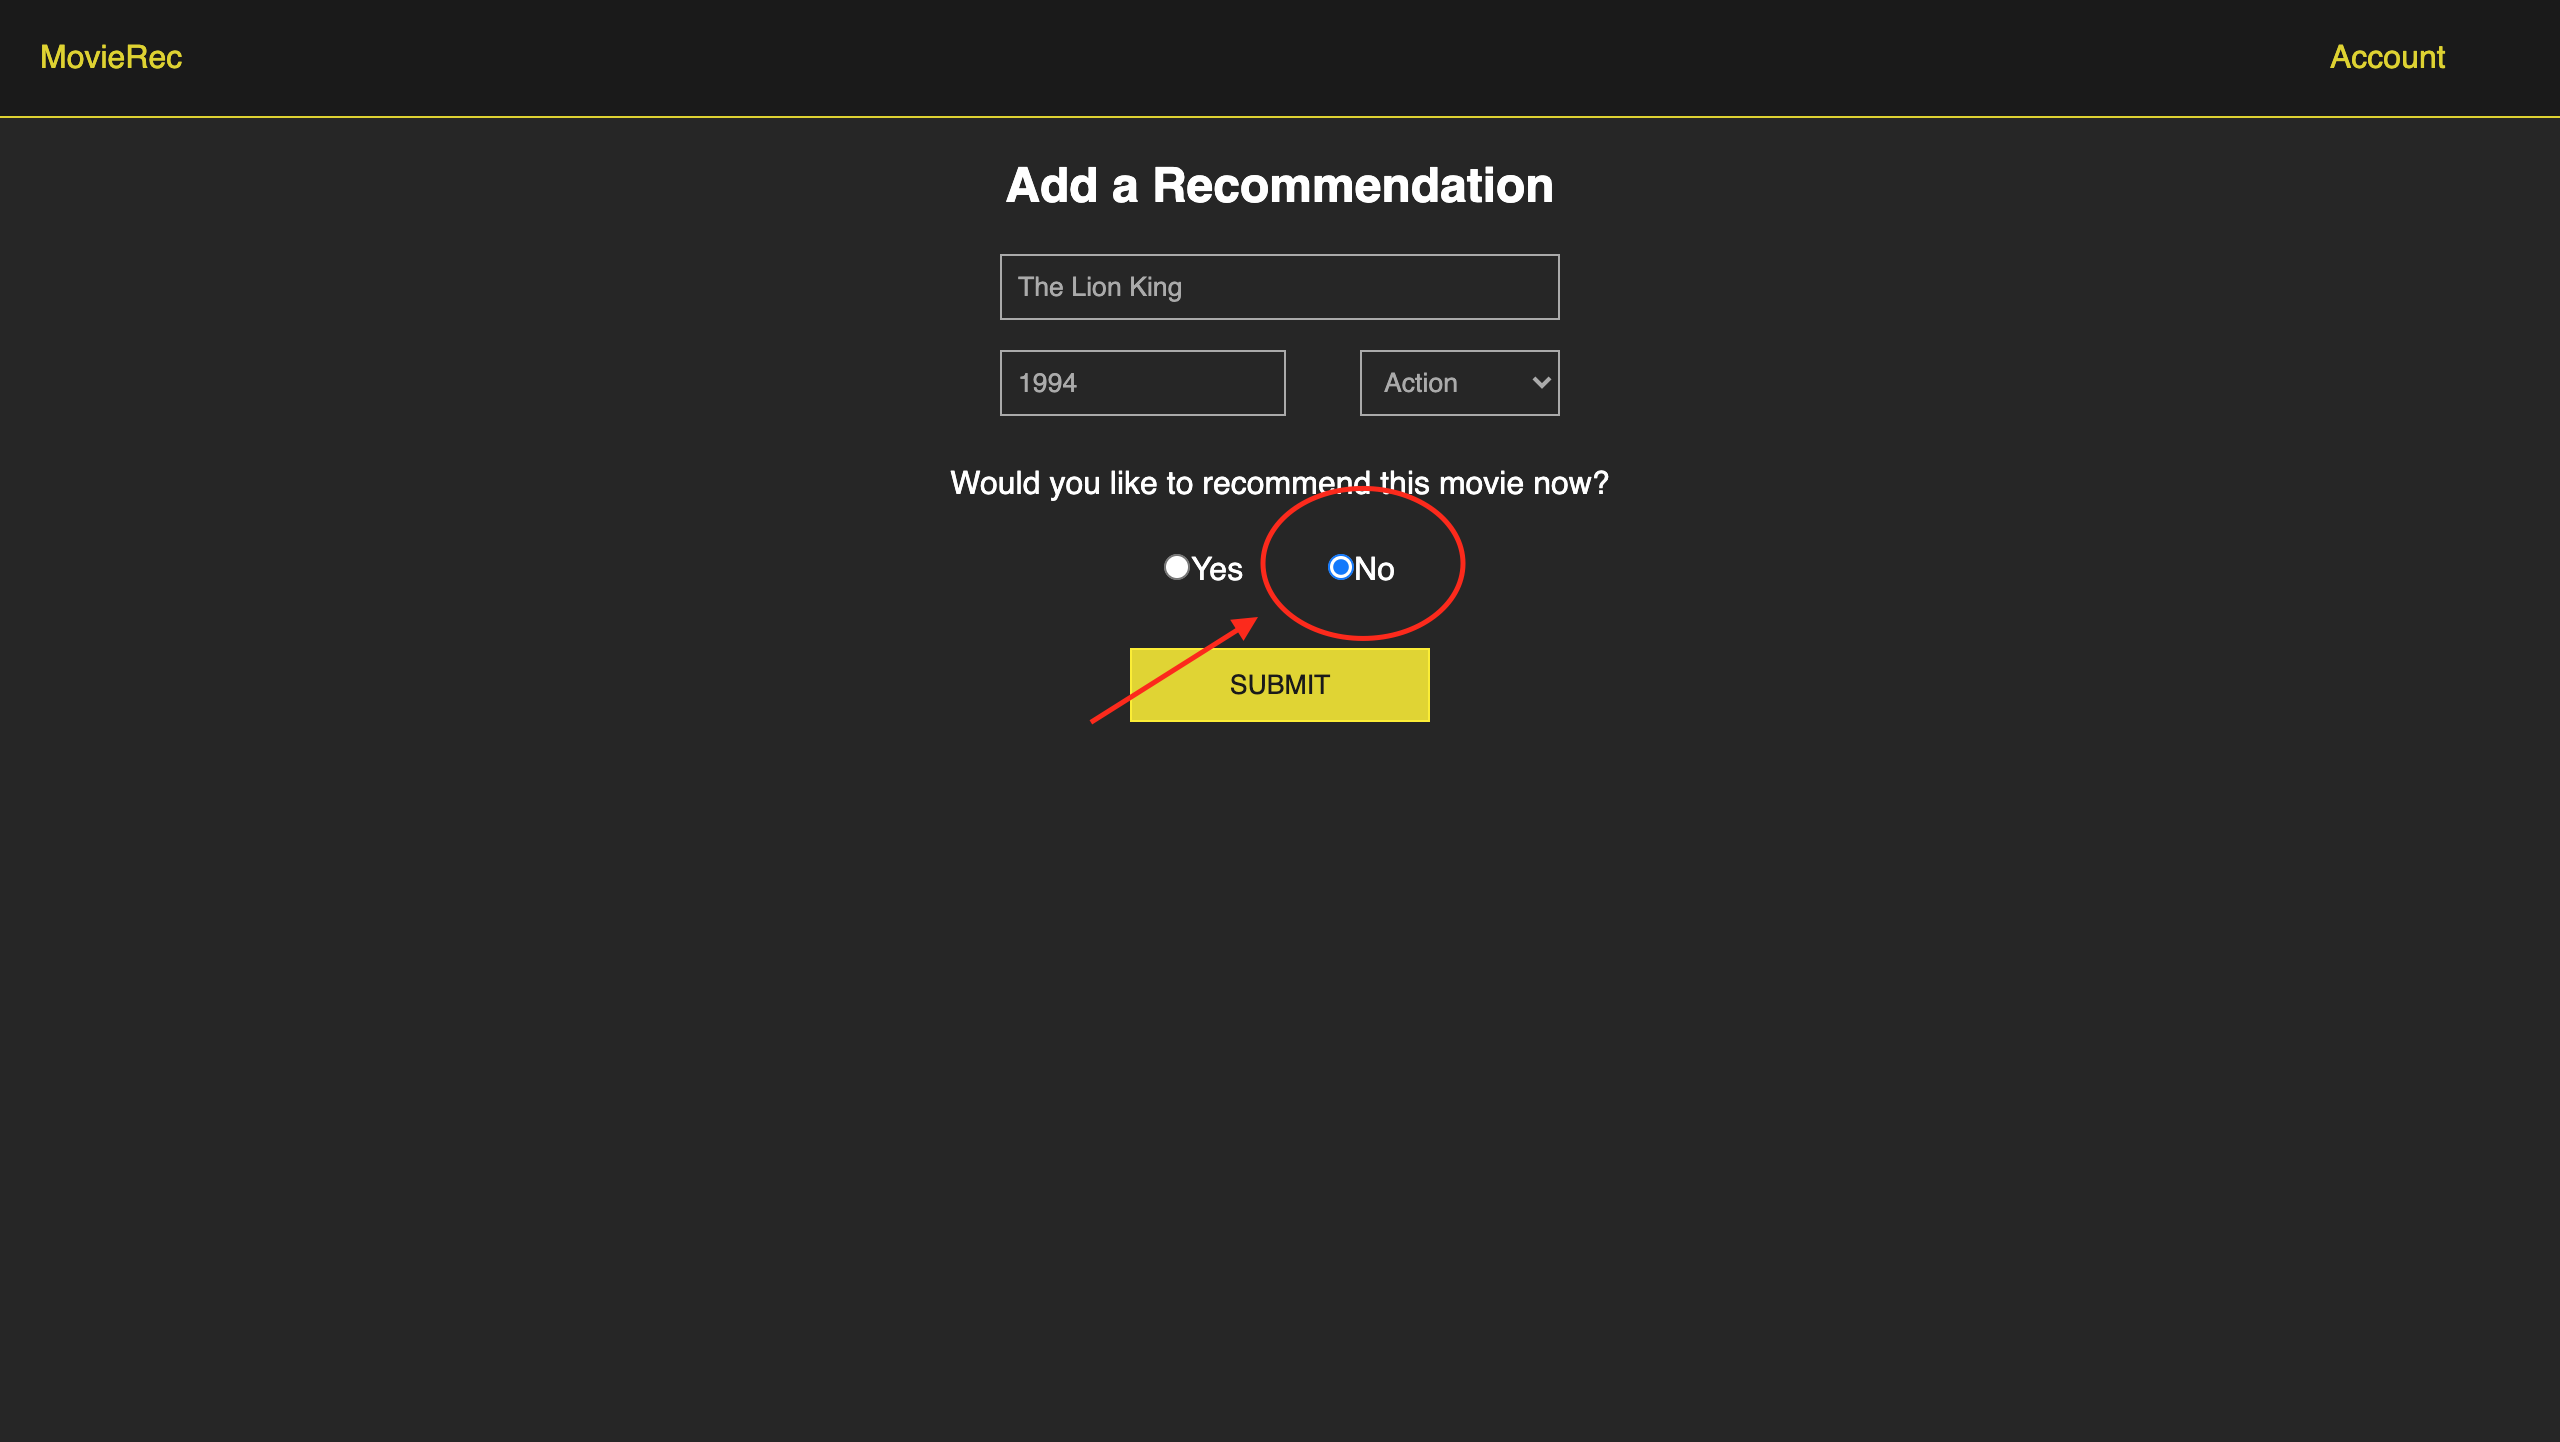 MovieRec
Account
Add a Recommendation
The Lion King
1994
Action
Would you like to recommend this movie now?
Yes
No
SUBMIT